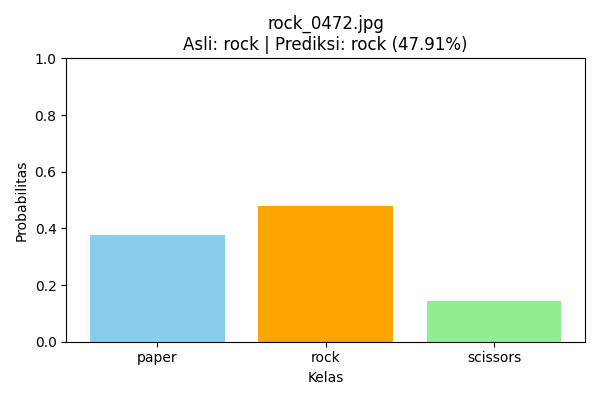 rock_0472.jpg
Asli: rock | Prediksi: rock (47.91%)
1.0
0.8
0.6
0.4
0.2
0.0
Probabilitas
paper
rock
scissors
Kelas